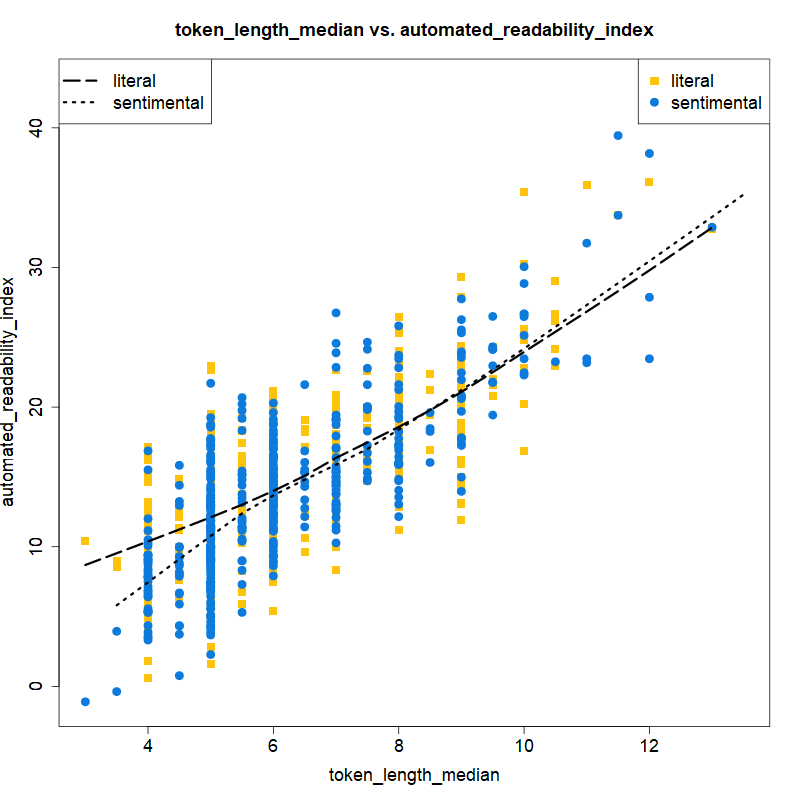 token_length_median vs. automated_readability_index
literal
sentimental
literal
sentimental
automated_readability_index
40
30
20
10
0
4 6 8 10 12
token_length_median